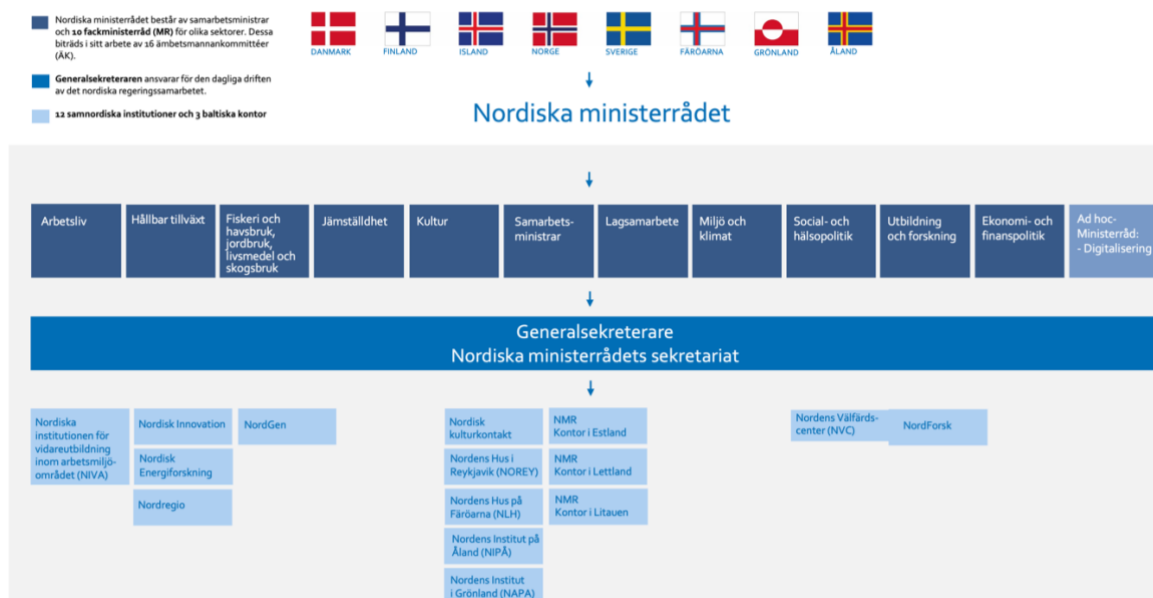 Nordiska ministerrådet består av samarbetsministrar
och 10 fackministerråd (MR) för olika sektorer. Dessa
biträds i sitt arbete av 16 ämbetsmannankommittéer
(ÄK).
Generalsekreteraren ansvarar för den dagliga driften
av det nordiska regeringssamarbetet.
12 samnordiska institutioner och 3 baltiska kontor
DANMARK
FINLAND
ISLAND
NORGE
SVERIGE
FÄRÖARNA
GRÖNLAND
ÅLAND
Nordiska ministerrådet
Arbetsliv
Hållbar tillväxt
Fiskeri och
havsbruk,
jordbruk,
livsmedel och
skogsbruk
Jämställdhet
Kultur
Samarbets-
ministrar
Lagsamarbete
Miljö och
klimat
Social- och
hälsopolitik
Utbildning
och forskning
Ekonomi- och
finanspolitik
Ad hoc-
Ministerråd:
- Digitalisering
Generalsekreterare
Nordiska ministerrådets sekretariat
Nordiska
institutionen för
vidareutbildning
inom arbetsmiljö-
området (NIVA)
Nordisk Innovation
Nordisk
Energiforskning
Nordregio
NordGen
Nordisk
kulturkontakt
Nordens Hus i
Reykjavik (NOREY)
Nordens Hus på
Färöarna (NLH)
Nordens Institut på
Åland (NIPÅ)
Nordens Institut
i Grönland (NAPA)
NMR
Kontor i Estland
NMR
Kontor i Lettland
NMR
Kontor i Litauen
Nordens Välfärds-
center (NVC)
NordForsk